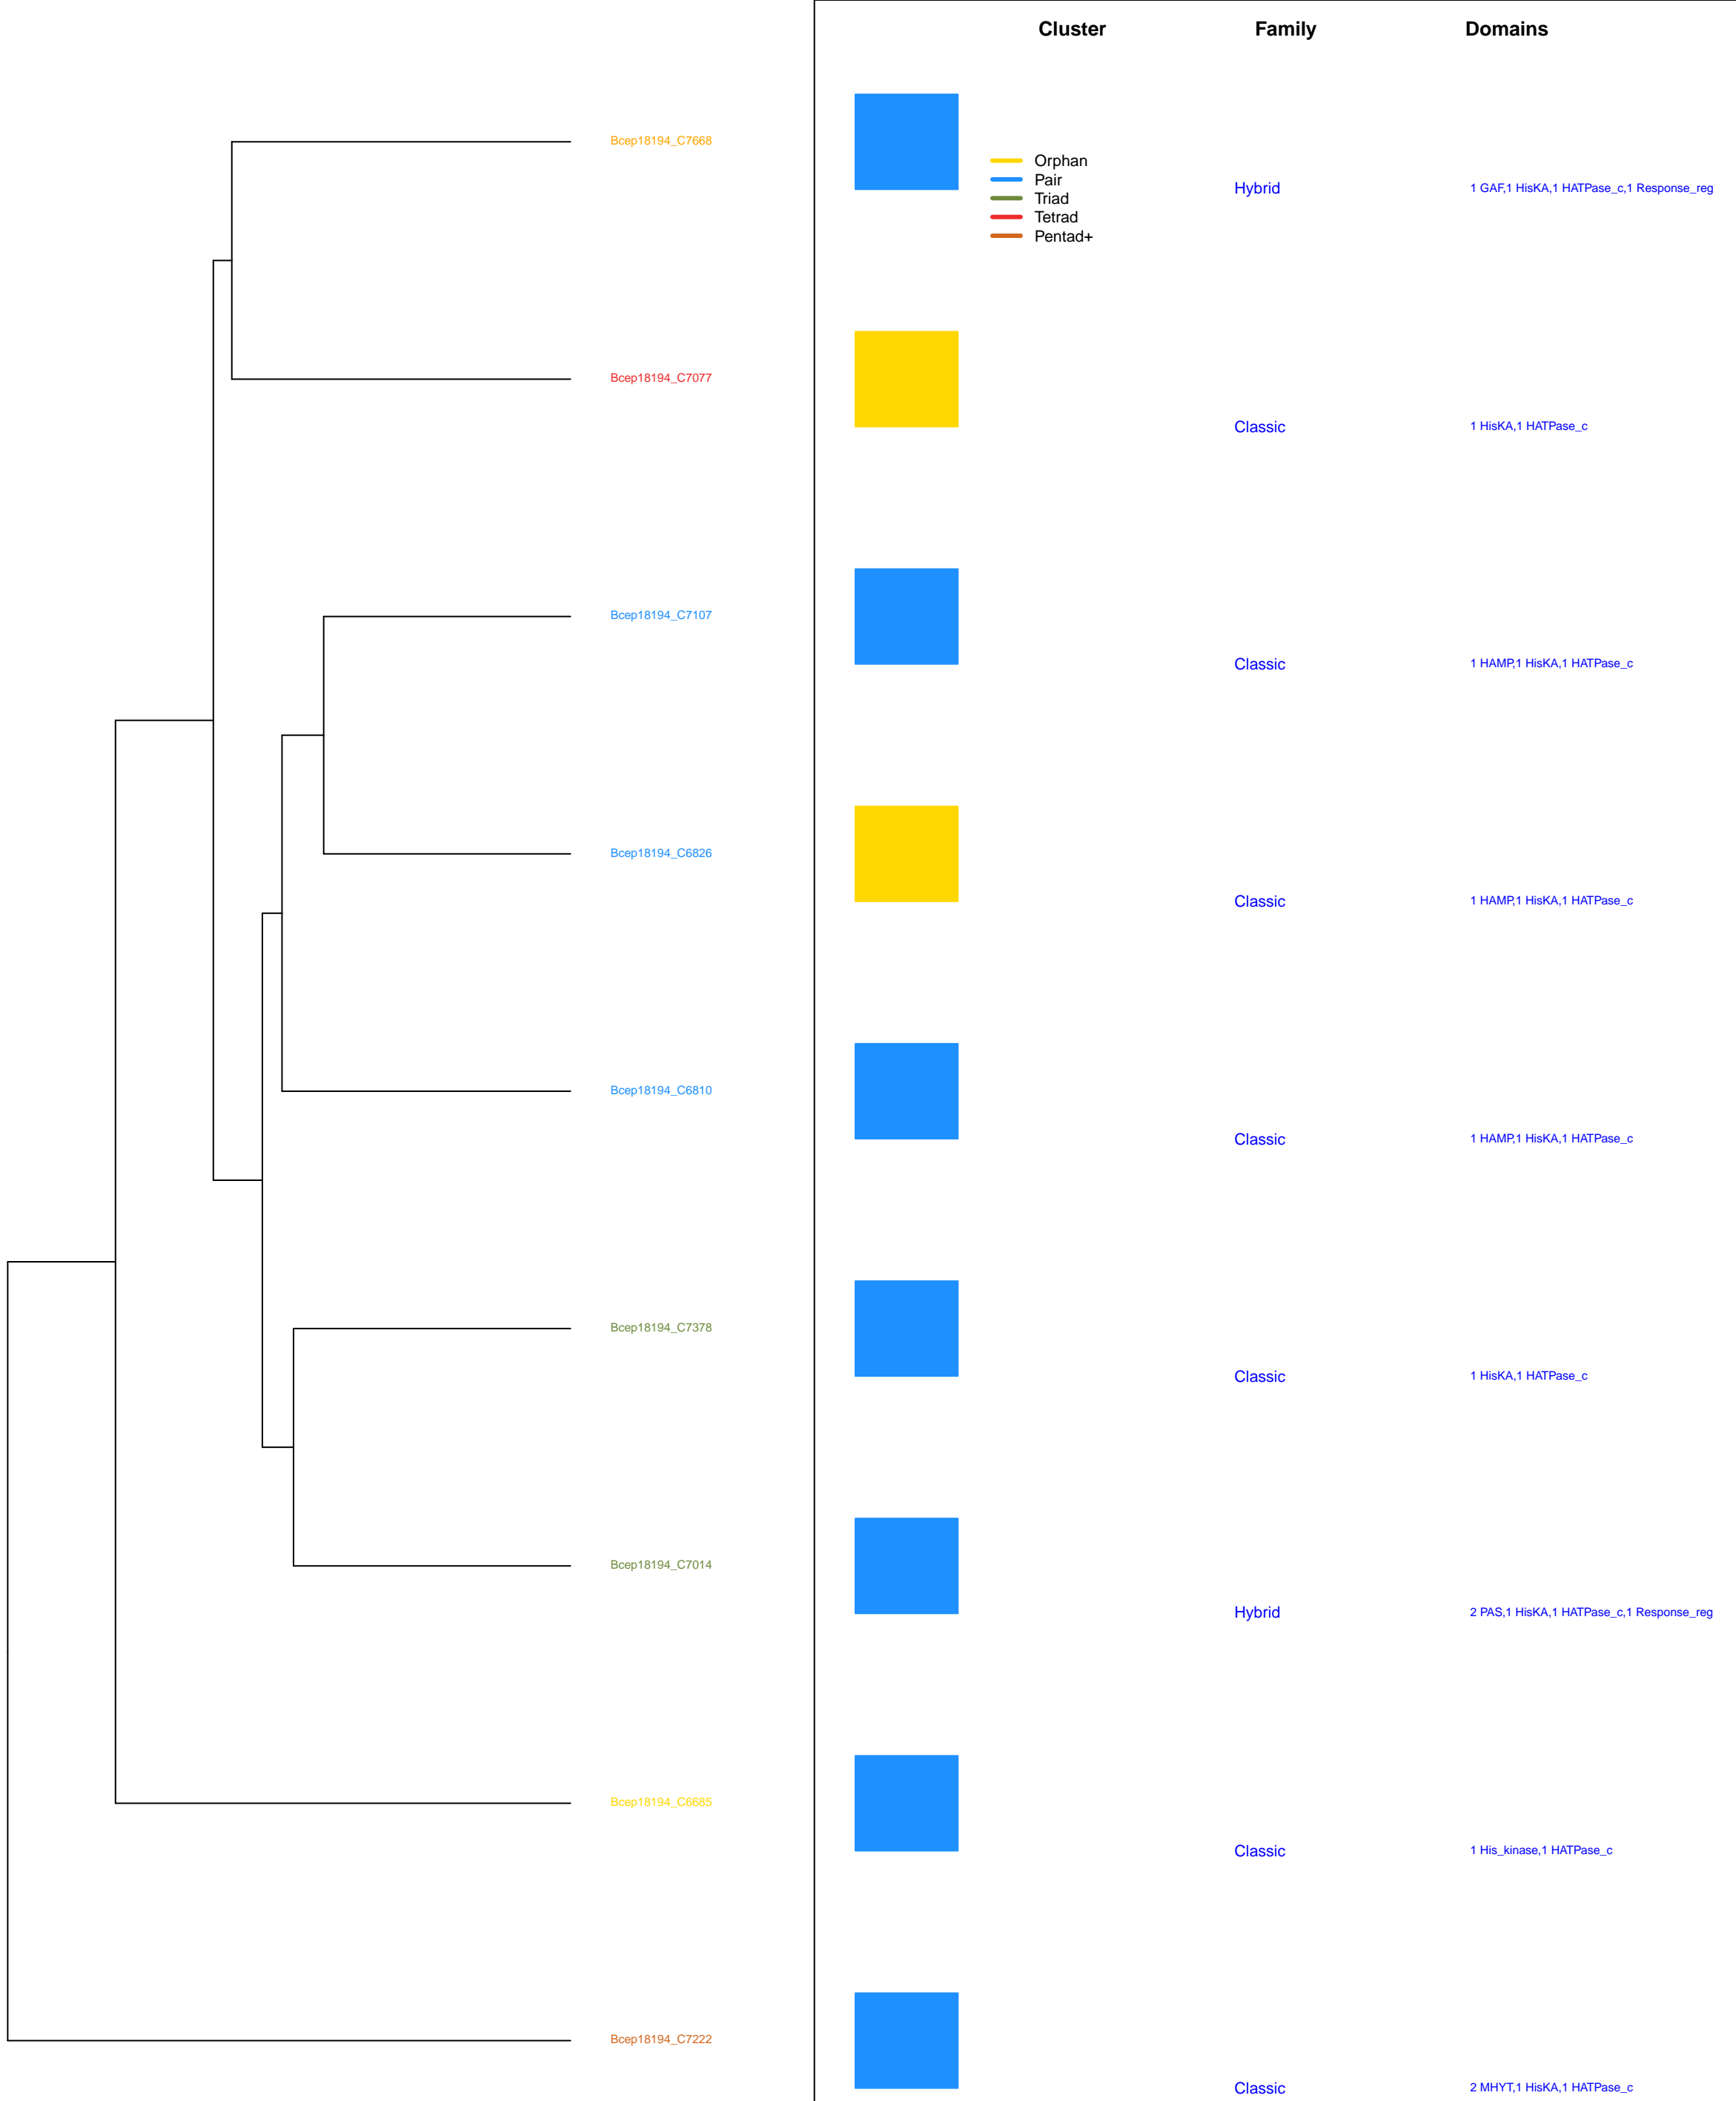 Cluster Family Domains
Bcep18194_C7668
Orphan
Pair
Triad
Tetrad
Pentad+
Hybrid 1 GAF,1 HisKA,1 HATPase_c,1 Response_reg
Bcep18194_C7077
Classic 1 HisKA,1 HATPase_c
Bcep18194_C7107
Classic 1 HAMP,1 HisKA,1 HATPase_c
Bcep18194_C6826
Classic 1 HAMP,1 HisKA,1 HATPase_c
Bcep18194_C6810
Classic 1 HAMP,1 HisKA,1 HATPase_c
Bcep18194_C7378
Classic 1 HisKA,1 HATPase_c
Bcep18194_C7014
Hybrid 2 PAS,1 HisKA,1 HATPase_c,1 Response_reg
Bcep18194_C6685
Classic 1 His_kinase,1 HATPase_c
Bcep18194_C7222
Classic 2 MHYT,1 HisKA,1 HATPase_c